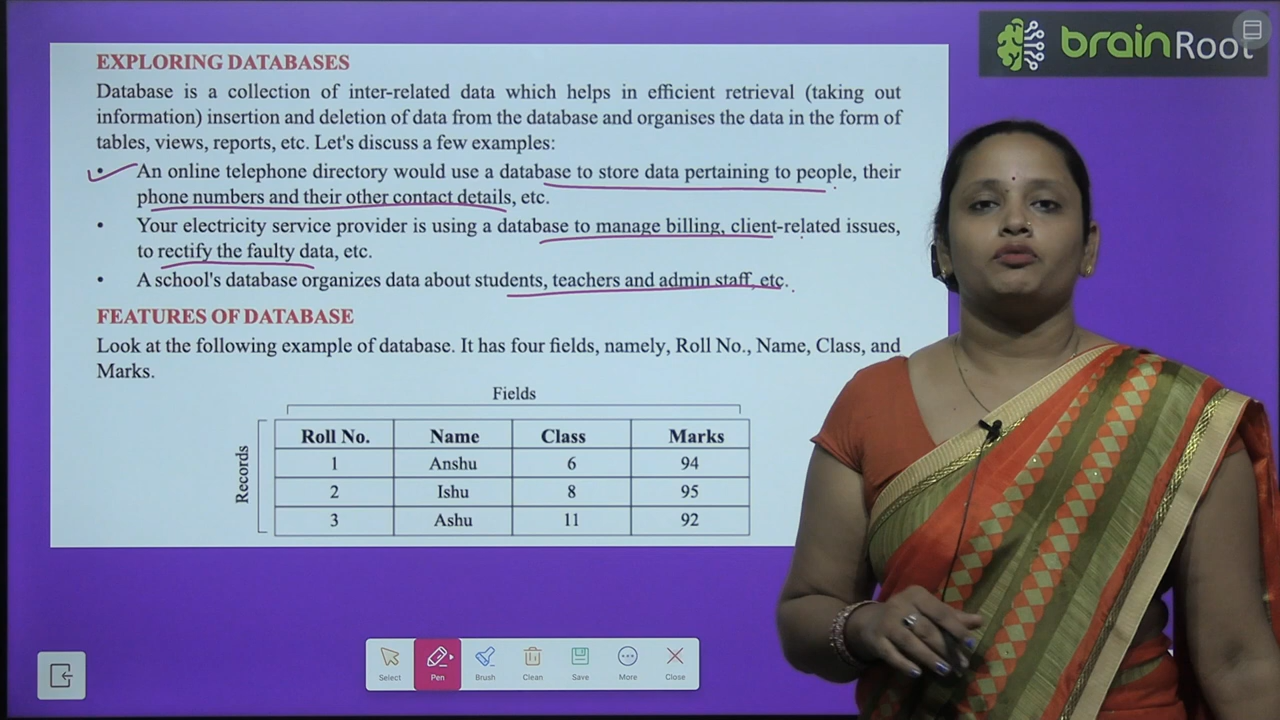 brainRoot
EXPLORING DATABASES
Database is a collection of inter-related data which helps in efficient retrieval (taking out
information) insertion and deletion of data from the database and organises the data in the form of
tables, views, reports, etc. Let's discuss a few examples:
• An online telephone directory would use a database to store data pertaining to people, their
phone numbers and their other contact details, etc.
• Your electricity service provider is using a database to manage billing, client-related issues,
to rectify the faulty data, etc.
• A school's database organizes data about students, teachers and admin staff, etc.
FEATURES OF DATABASE
Look at the following example of database. It has four fields, namely, Roll No., Name, Class, and
Marks.
Fields
Records
Roll No. Name Class Marks
1 Anshu 6 94
2 Ishu 8 95
3 Ashu 11 92
Select Pen Brush Clean Save More Close